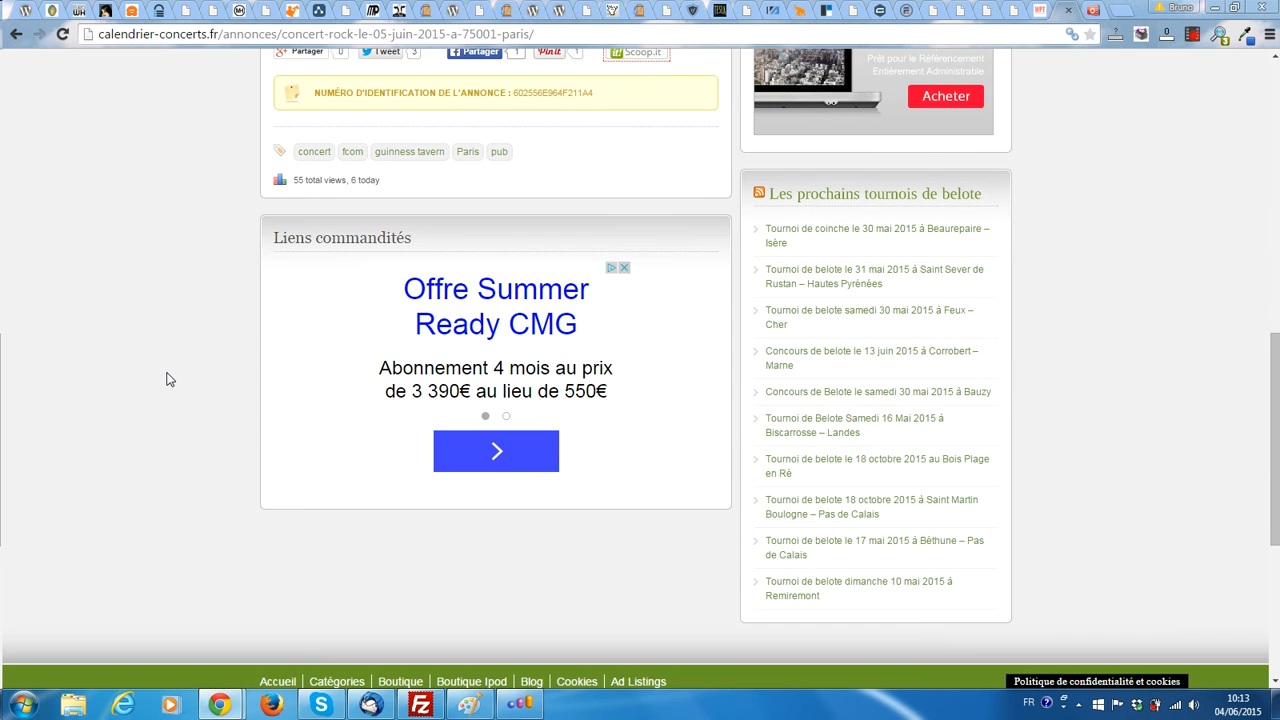 Bruno
calendrier-concerts.fr/annonces/concert-rock-le-05-juin-2015-a-75001-paris/
Partager 0 Tweet 3 Partager 1 Pin it 1 Scoop.it
NUMÉRO D'IDENTIFICATION DE L'ANNONCE : 602556E964F211A4
concert fcom guinness tavern Paris pub
55 total views, 6 today
Liens commandités
Offre Summer
Ready CMG
Abonnement 4 mois au prix
de 3 390€ au lieu de 550€
Prêt pour le Référencement
Entièrement Administrable
Acheter
Les prochains tournois de belote
Tournoi de coinche le 30 mai 2015 à Beaurepaire –
Isère
Tournoi de belote le 31 mai 2015 à Saint Sever de
Rustan – Hautes Pyrénées
Tournoi de belote samedi 30 mai 2015 à Feux –
Cher
Concours de belote le 13 juin 2015 à Corrobert –
Marne
Concours de Belote le samedi 30 mai 2015 à Bauzy
Tournoi de Belote Samedi 16 Mai 2015 à
Biscarrosse – Landes
Tournoi de belote le 18 octobre 2015 au Bois Plage
en Ré
Tournoi de belote 18 octobre 2015 à Saint Martin
Boulogne – Pas de Calais
Tournoi de belote le 17 mai 2015 à Béthune – Pas
de Calais
Tournoi de belote dimanche 10 mai 2015 à
Remiremont
Accueil Catégories Boutique Boutique Ipod Blog Cookies Ad Listings
Politique de confidentialité et cookies
FR
10:13
04/06/2015